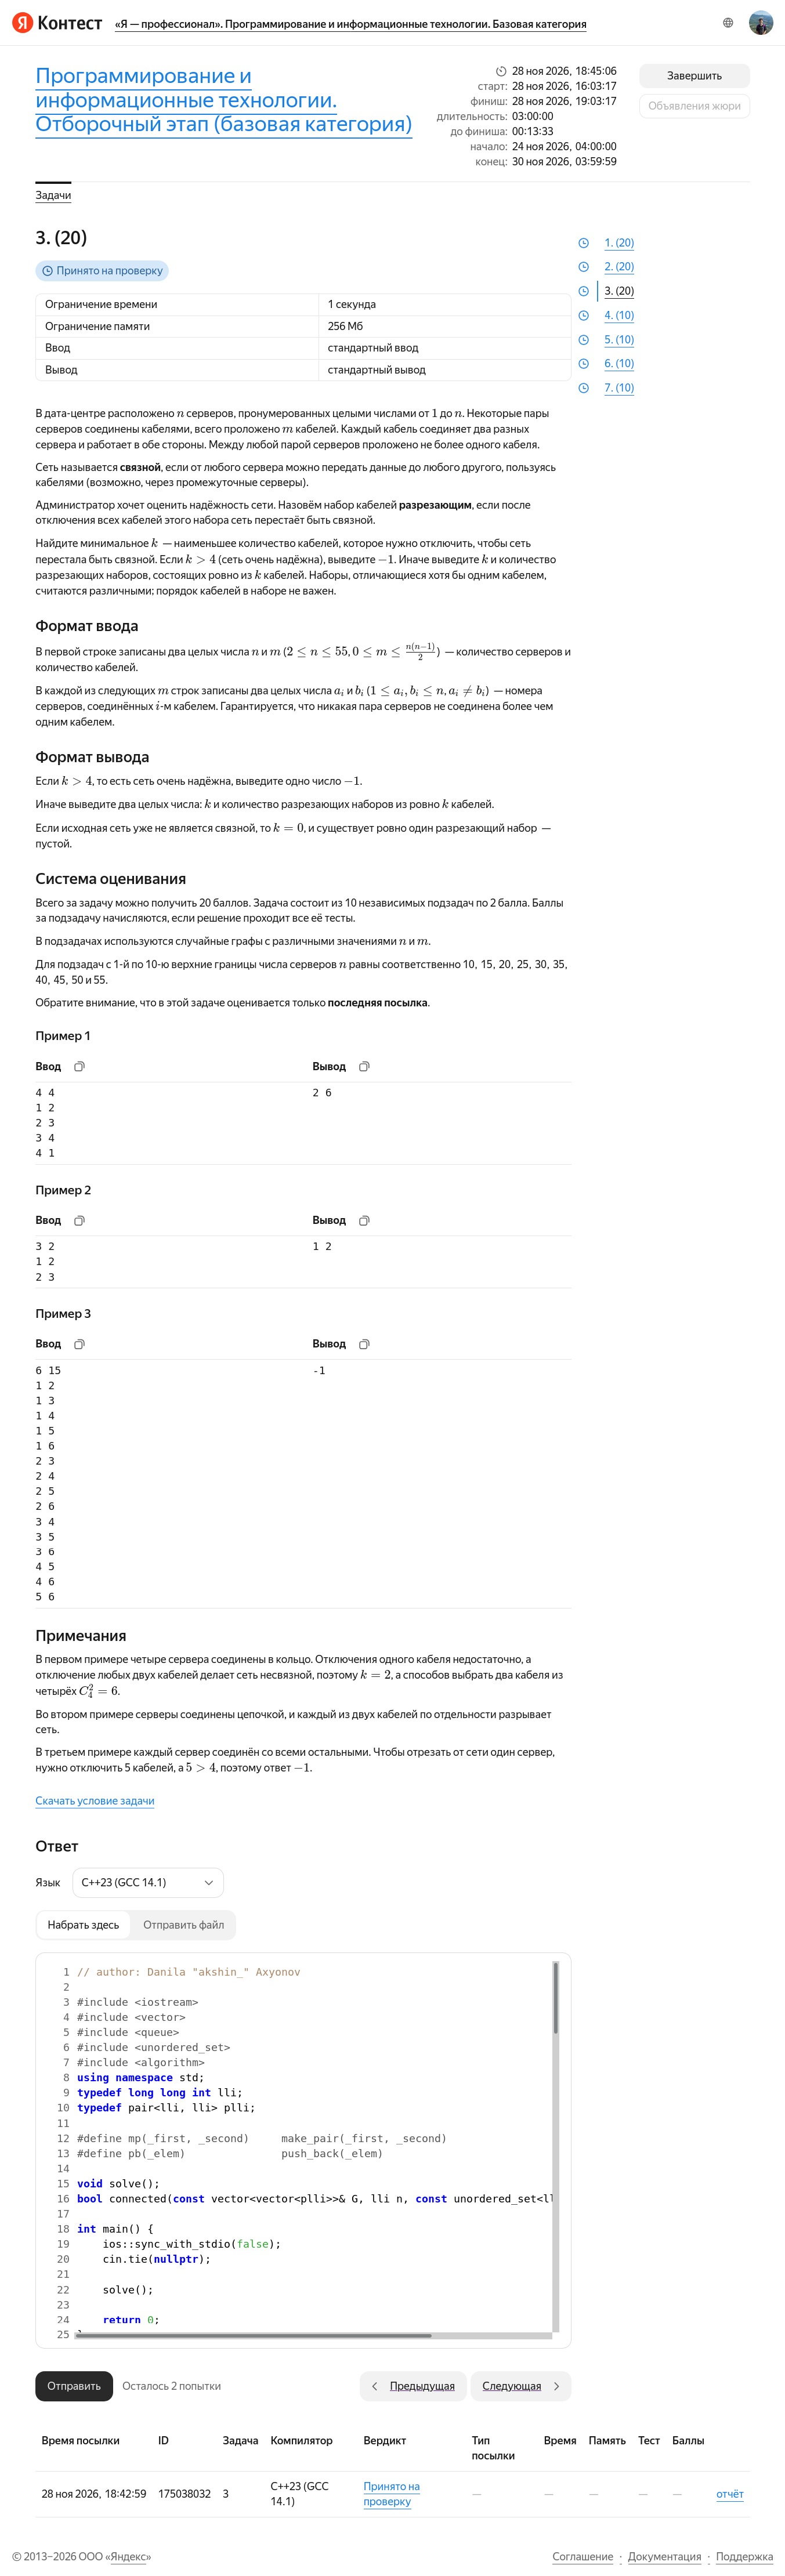 Я Контекст
«Я — профессионал». Программирование и информационные технологии. Базовая категория
Программирование и
информационные технологии.
Отборочный этап (базовая категория)
28 ноя 2026, 18:45:06
старт: 28 ноя 2026, 16:03:17
финиш: 28 ноя 2026, 19:03:17
длительность: 03:00:00
до финиша: 00:13:33
начало: 24 ноя 2026, 04:00:00
конец: 30 ноя 2026, 03:59:59
Завершить
Объявления жюри
Задачи
3. (20)
Принято на проверку
Ограничение времени 1 секунда
Ограничение памяти 256 Мб
Ввод стандартный ввод
Вывод стандартный вывод
1. (20)
2. (20)
3. (20)
4. (10)
5. (10)
6. (10)
7. (10)
В дата-центре расположено n серверов, пронумерованных целыми числами от 1 до n. Некоторые пары
серверов соединены кабелями, всего проложено m кабелей. Каждый кабель соединяет два разных
сервера и работает в обе стороны. Между любой парой серверов проложено не более одного кабеля.
Сеть называется связной, если от любого сервера можно передать данные до любого другого, пользуясь
кабелями (возможно, через промежуточные серверы).
Администратор хочет оценить надёжность сети. Назовём набор кабелей разрезающим, если после
отключения всех кабелей этого набора сеть перестаёт быть связной.
Найдите минимальное k — наименьшее количество кабелей, которое нужно отключить, чтобы сеть
перестала быть связной. Если k > 4 (сеть очень надёжна), выведите −1. Иначе выведите k и количество
разрезающих наборов, состоящих ровно из k кабелей. Наборы, отличающиеся хотя бы одним кабелем,
считаются различными; порядок кабелей в наборе не важен.
Формат ввода
В первой строке записаны два целых числа n и m (2 ≤ n ≤ 55, 0 ≤ m ≤ n(n−1)/2) — количество серверов и
количество кабелей.
В каждой из следующих m строк записаны два целых числа aᵢ и bᵢ (1 ≤ aᵢ, bᵢ ≤ n, aᵢ ≠ bᵢ) — номера
серверов, соединённых i-м кабелем. Гарантируется, что никакая пара серверов не соединена более чем
одним кабелем.
Формат вывода
Если k > 4, то есть сеть очень надёжна, выведите одно число −1.
Иначе выведите два целых числа: k и количество разрезающих наборов из ровно k кабелей.
Если исходная сеть уже не является связной, то k = 0, и существует ровно один разрезающий набор —
пустой.
Система оценивания
Всего за задачу можно получить 20 баллов. Задача состоит из 10 независимых подзадач по 2 балла. Баллы
за подзадачу начисляются, если решение проходит все её тесты.
В подзадачах используются случайные графы с различными значениями n и m.
Для подзадач с 1-й по 10-ю верхние границы числа серверов n равны соответственно 10, 15, 20, 25, 30, 35,
40, 45, 50 и 55.
Обратите внимание, что в этой задаче оценивается только последняя посылка.
Пример 1
Ввод Вывод
4 4 2 6
1 2
2 3
3 4
4 1
Пример 2
Ввод Вывод
3 2 1 2
1 2
2 3
Пример 3
Ввод Вывод
6 15 -1
1 2
1 3
1 4
1 5
1 6
2 3
2 4
2 5
2 6
3 4
3 5
3 6
4 5
4 6
5 6
Примечания
В первом примере четыре сервера соединены в кольцо. Отключения одного кабеля недостаточно, а
отключение любых двух кабелей делает сеть несвязной, поэтому k = 2, а способов выбрать два кабеля из
четырёх C₄² = 6.
Во втором примере серверы соединены цепочкой, и каждый из двух кабелей по отдельности разрывает
сеть.
В третьем примере каждый сервер соединён со всеми остальными. Чтобы отрезать от сети один сервер,
нужно отключить 5 кабелей, а 5 > 4, поэтому ответ −1.
Скачать условие задачи
Ответ
Язык C++23 (GCC 14.1)
Набрать здесь Отправить файл
1 // author: Danila "akshin_" Axyonov
2
3 #include <iostream>
4 #include <vector>
5 #include <queue>
6 #include <unordered_set>
7 #include <algorithm>
8 using namespace std;
9 typedef long long int lli;
10 typedef pair<lli, lli> plli;
11
12 #define mp(_first, _second) make_pair(_first, _second)
13 #define pb(_elem) push_back(_elem)
14
15 void solve();
16 bool connected(const vector<vector<plli>>& G, lli n, const unordered_set<ll
17
18 int main() {
19 ios::sync_with_stdio(false);
20 cin.tie(nullptr);
21
22 solve();
23
24 return 0;
25
Отправить Осталось 2 попытки Предыдущая Следующая
Время посылки ID Задача Компилятор Вердикт Тип посылки Время Память Тест Баллы
28 ноя 2026, 18:42:59 175038032 3 C++23 (GCC 14.1) Принято на проверку — — — — — отчёт
© 2013–2026 ООО «Яндекс» Соглашение · Документация · Поддержка